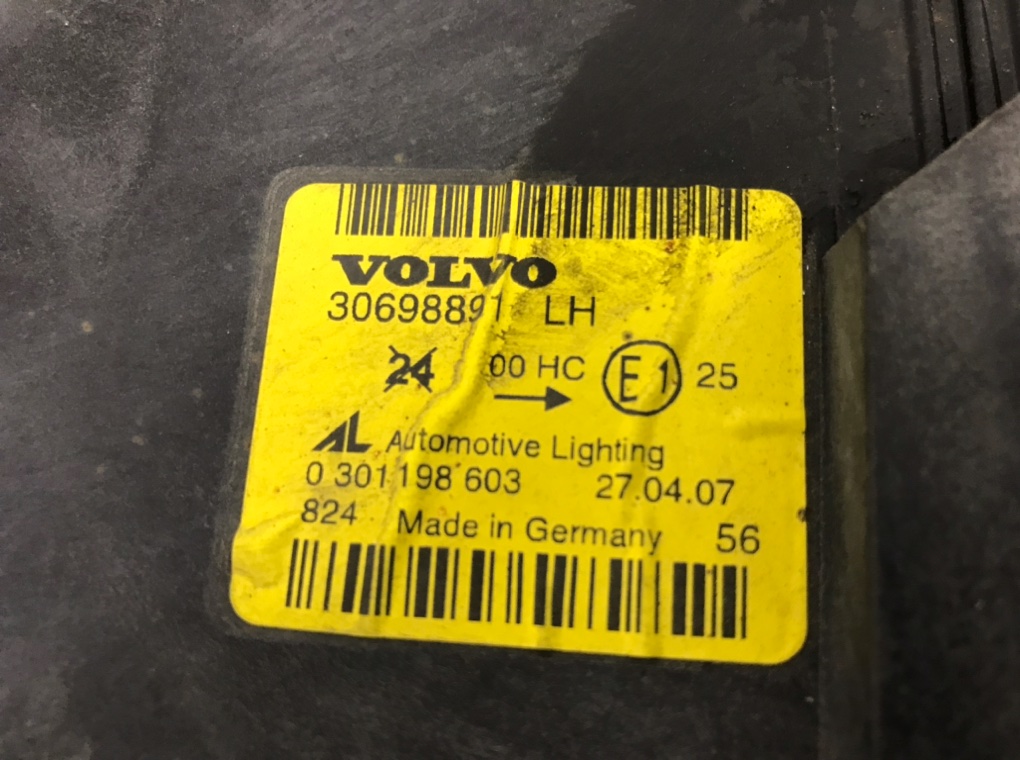 VOLVO
30698891 LH
24 00 HC E1 25
AL Automotive Lighting
0 301 198 603 27.04.07
824 Made in Germany 56